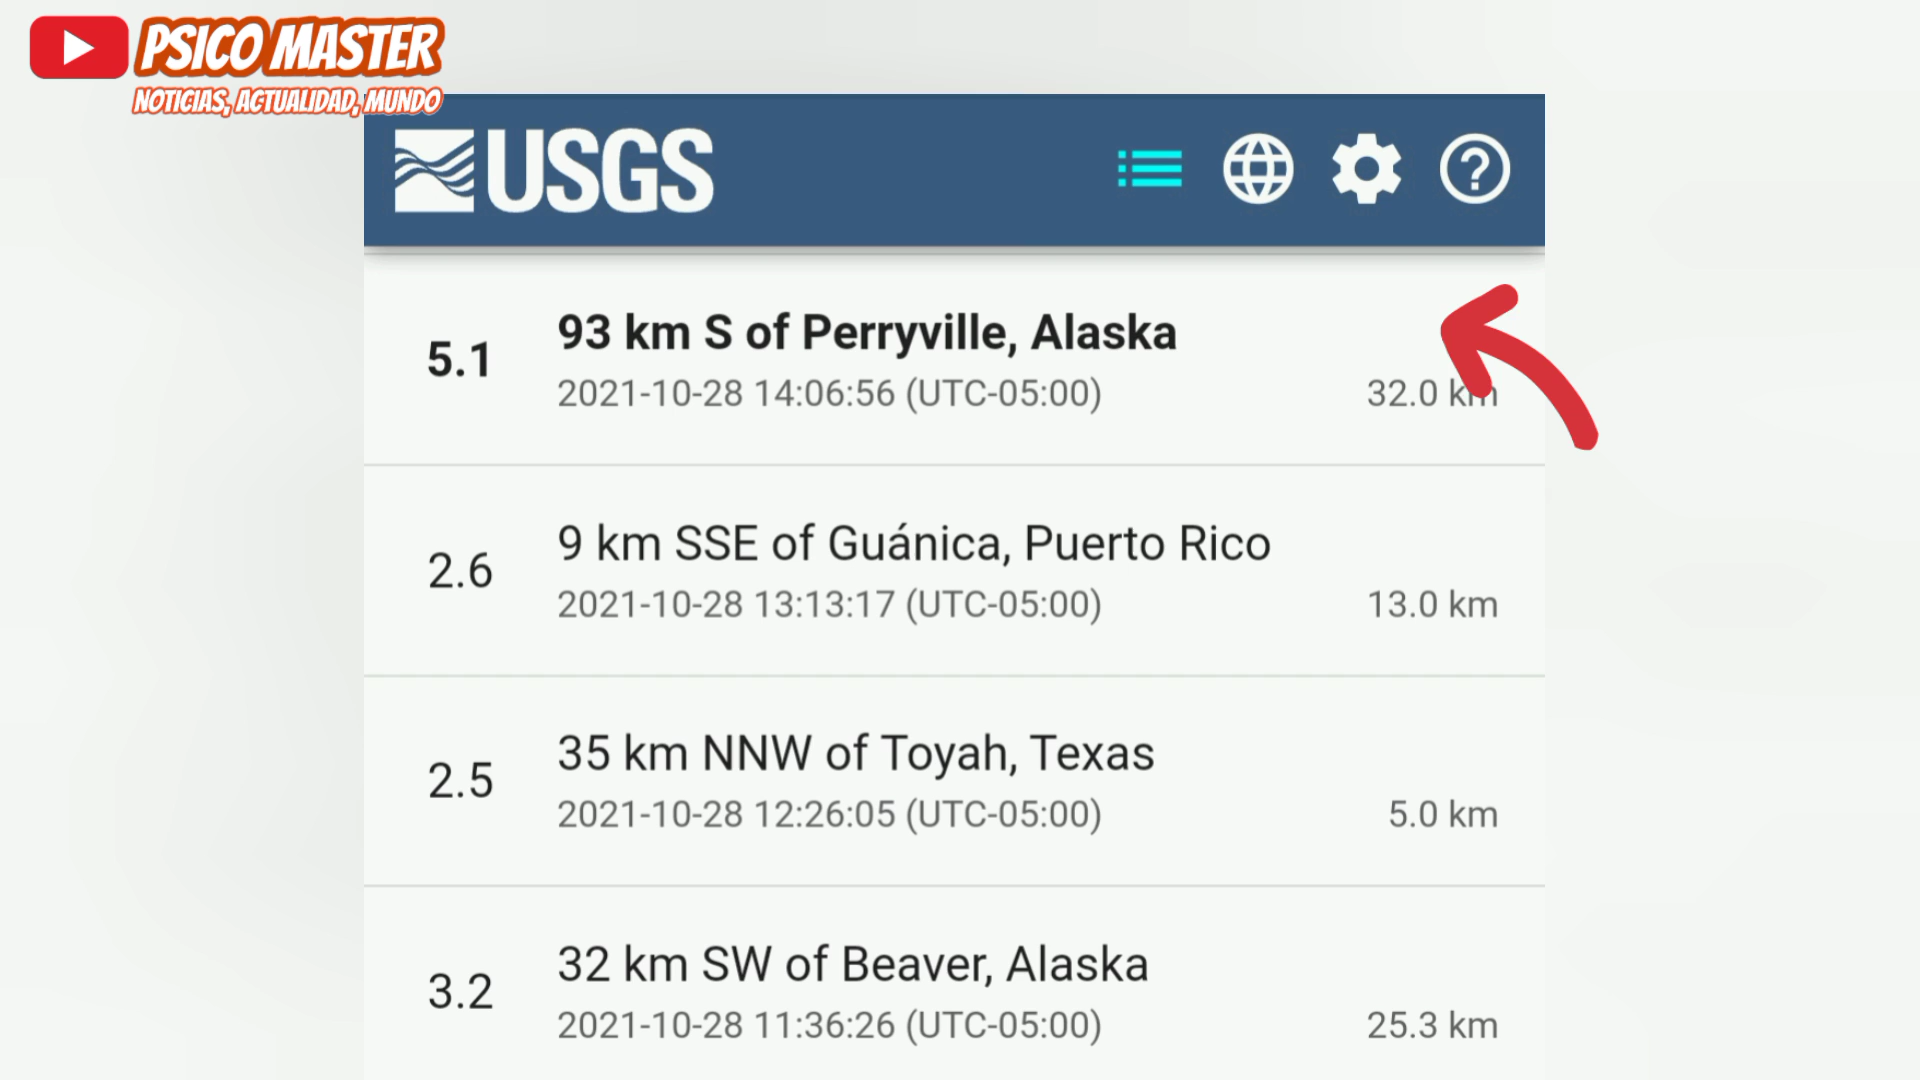 PSICO MASTER
NOTICIAS, ACTUALIDAD, MUNDO
USGS
5.1
93 km S of Perryville, Alaska
2021-10-28 14:06:56 (UTC-05:00)
32.0 km
2.6
9 km SSE of Guánica, Puerto Rico
2021-10-28 13:13:17 (UTC-05:00)
13.0 km
2.5
35 km NNW of Toyah, Texas
2021-10-28 12:26:05 (UTC-05:00)
5.0 km
3.2
32 km SW of Beaver, Alaska
2021-10-28 11:36:26 (UTC-05:00)
25.3 km